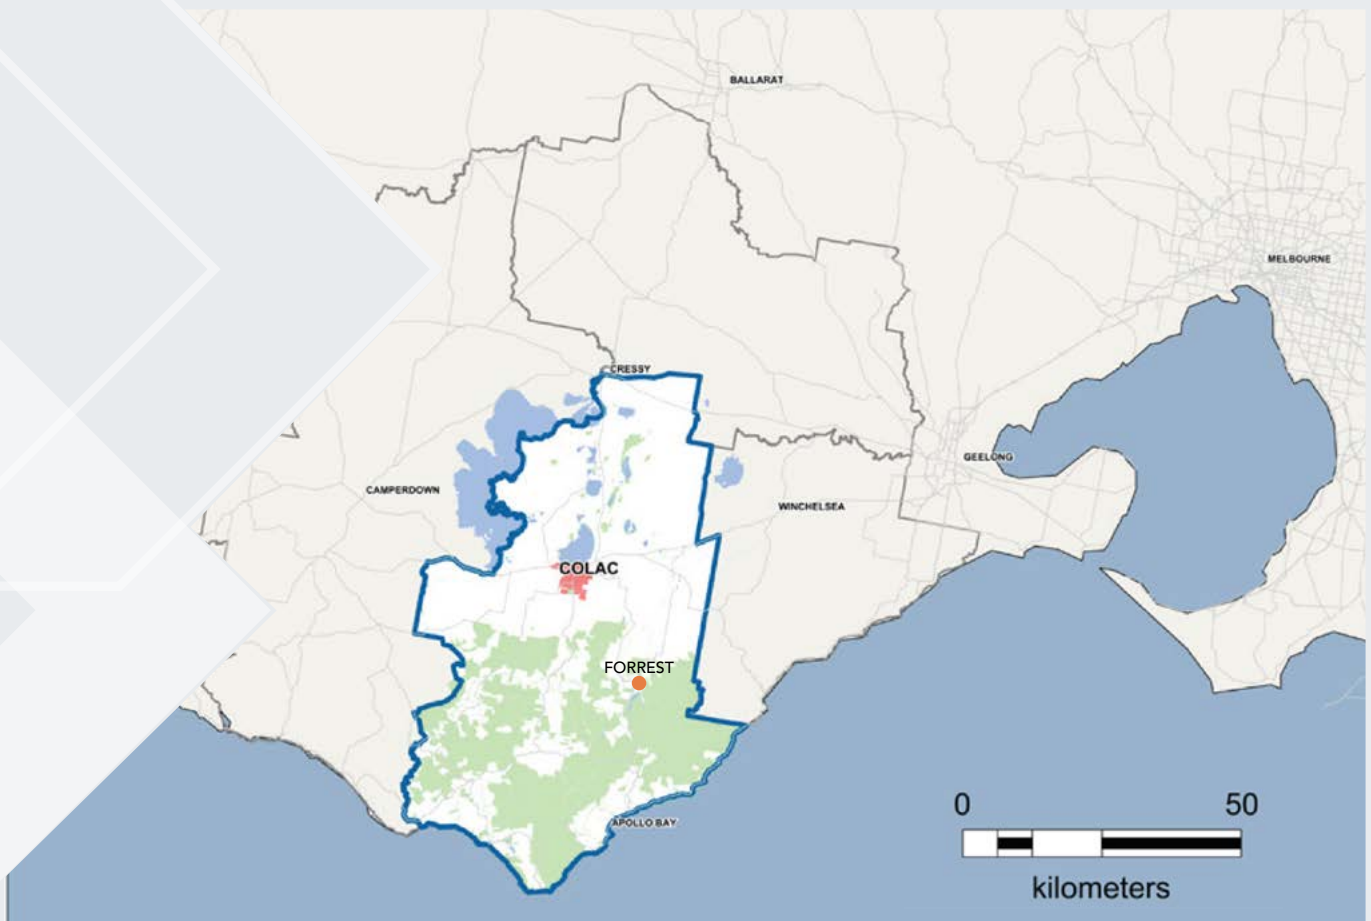 BALLARAT
MELBOURNE
CRESSY
GEELONG
CAMPERDOWN
WINCHELSEA
COLAC
FORREST
APOLLO BAY
0 50
kilometers